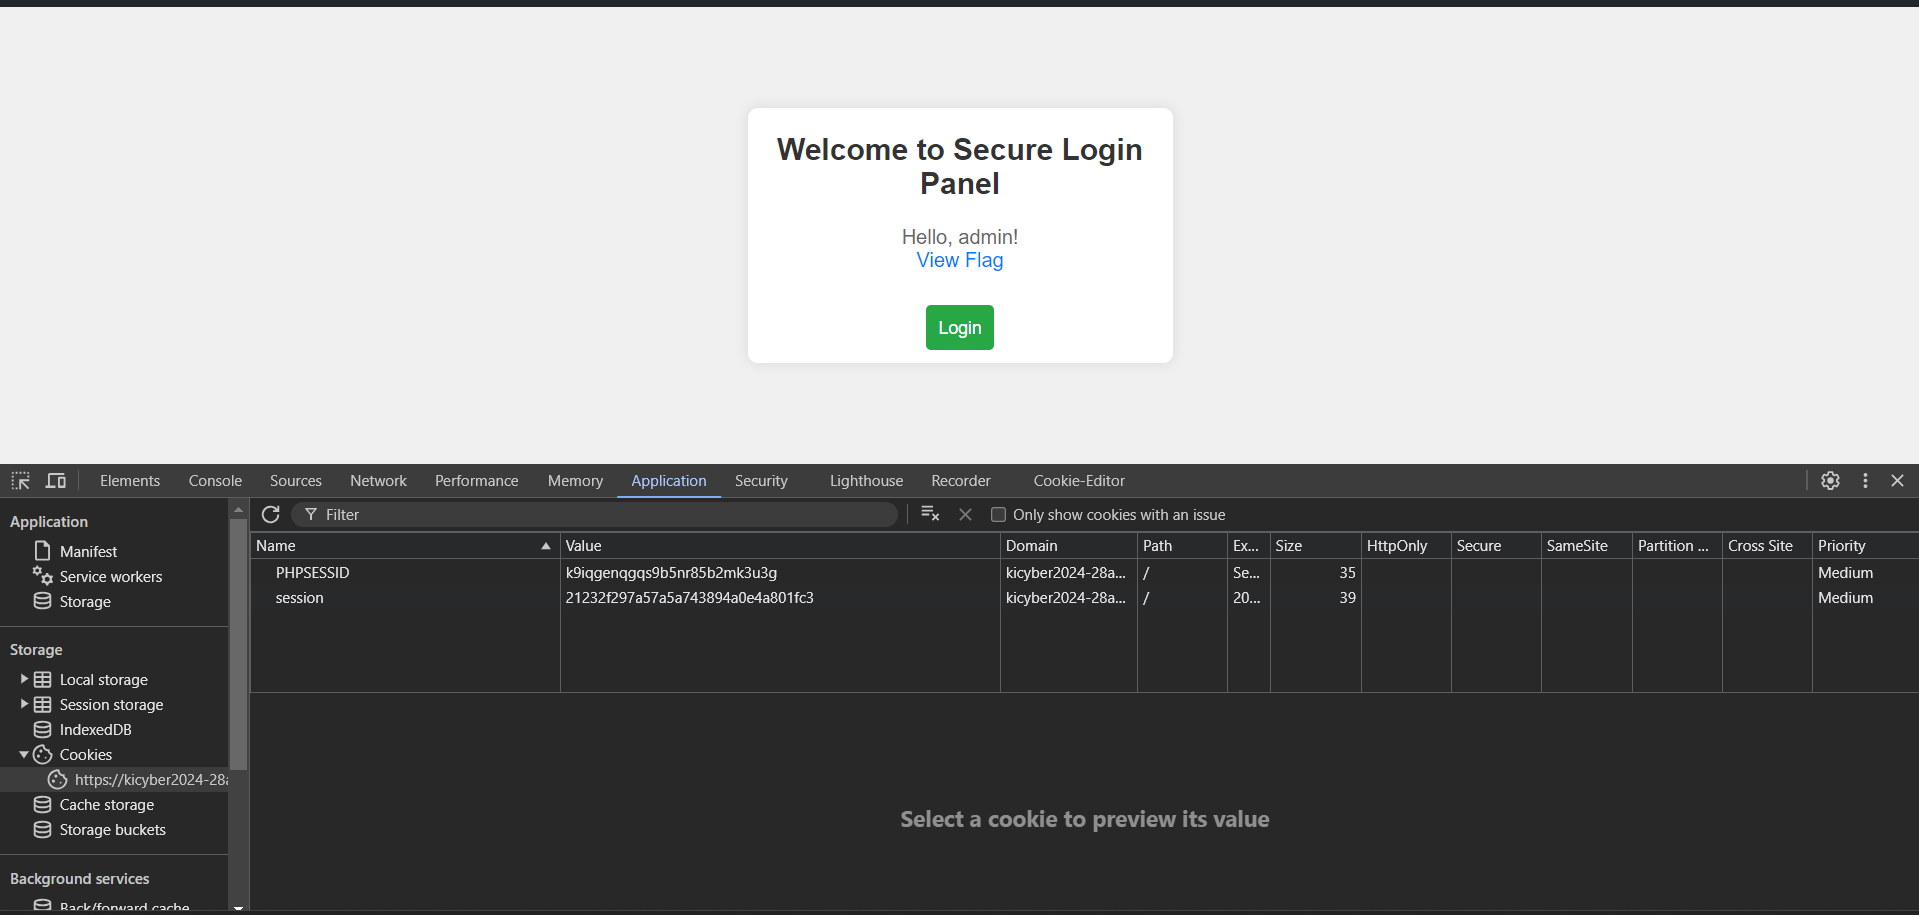 Welcome to Secure Login
Panel
Hello, admin!
View Flag
Login
Elements Console Sources Network Performance Memory Application Security Lighthouse Recorder Cookie-Editor
Application
Manifest
Service workers
Storage
Storage
Local storage
Session storage
IndexedDB
Cookies
https://kicyber2024-28a
Cache storage
Storage buckets
Background services
Back/forward cache
Filter
Only show cookies with an issue
Name Value Domain Path Ex... Size HttpOnly Secure SameSite Partition ... Cross Site Priority
PHPSESSID k9iqgenqgqs9b5nr85b2mk3u3g kicyber2024-28a... / Se... 35 Medium
session 21232f297a57a5a743894a0e4a801fc3 kicyber2024-28a... / 20... 39 Medium
Select a cookie to preview its value